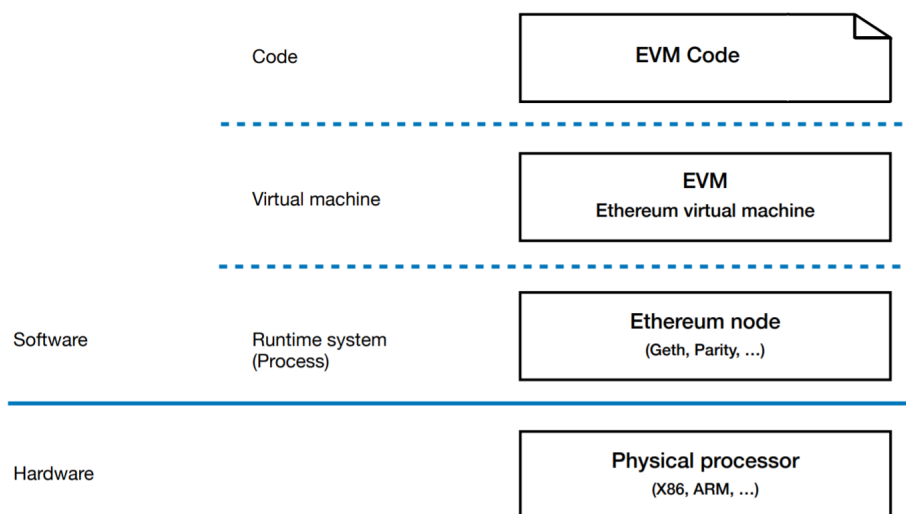 Code
EVM Code
Virtual machine
EVM
Ethereum virtual machine
Software
Runtime system
(Process)
Ethereum node
(Geth, Parity, …)
Hardware
Physical processor
(X86, ARM, …)